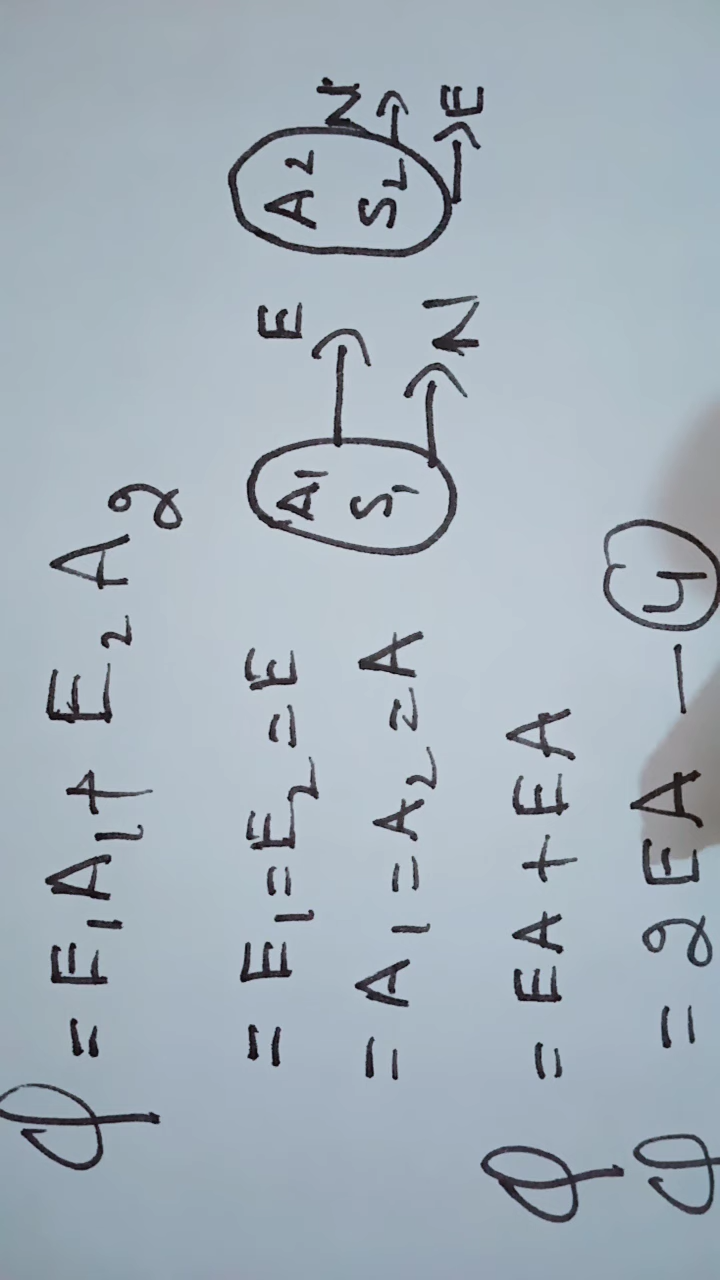 φ = E₁A₁ + E₂A₂
= E₁ = E₂ = E
= A₁ = A₂ = A
A₁ S₁ E N
A₂ S₂ N E
φ = EA + EA
φ = 2EA — 4